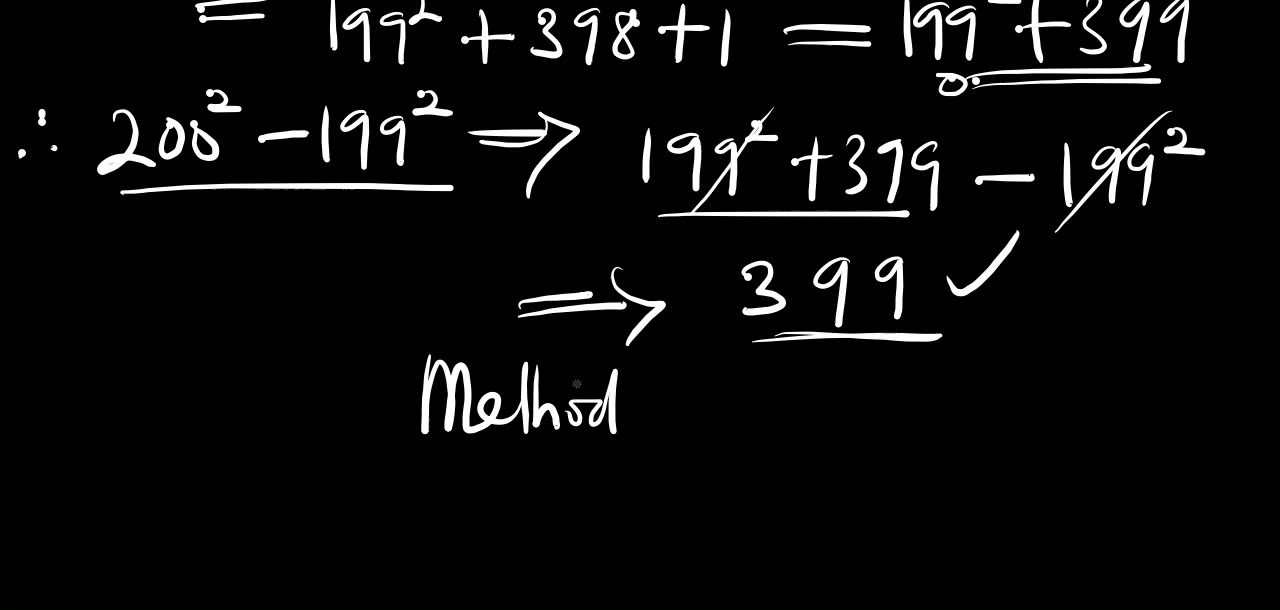 = 199² + 398 + 1 = 199² + 399
∴ 200² - 199² ⇒ 199² + 399 - 199²
⇒ 399 ✓
Method